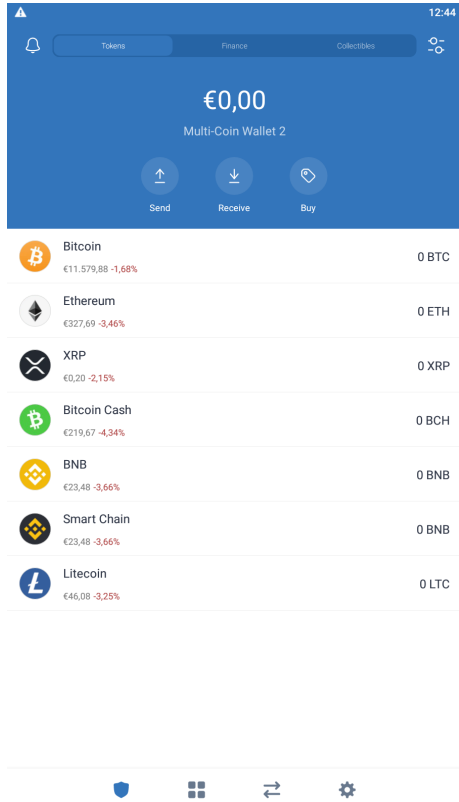 12:44
Tokens Finance Collectibles
€0,00
Multi-Coin Wallet 2
Send Receive Buy
Bitcoin
€11.579,88 -1,68%
0 BTC
Ethereum
€327,69 -3,46%
0 ETH
XRP
€0,20 -2,15%
0 XRP
Bitcoin Cash
€219,67 -4,34%
0 BCH
BNB
€23,48 -3,66%
0 BNB
Smart Chain
€23,48 -3,66%
0 BNB
Litecoin
€46,08 -3,25%
0 LTC